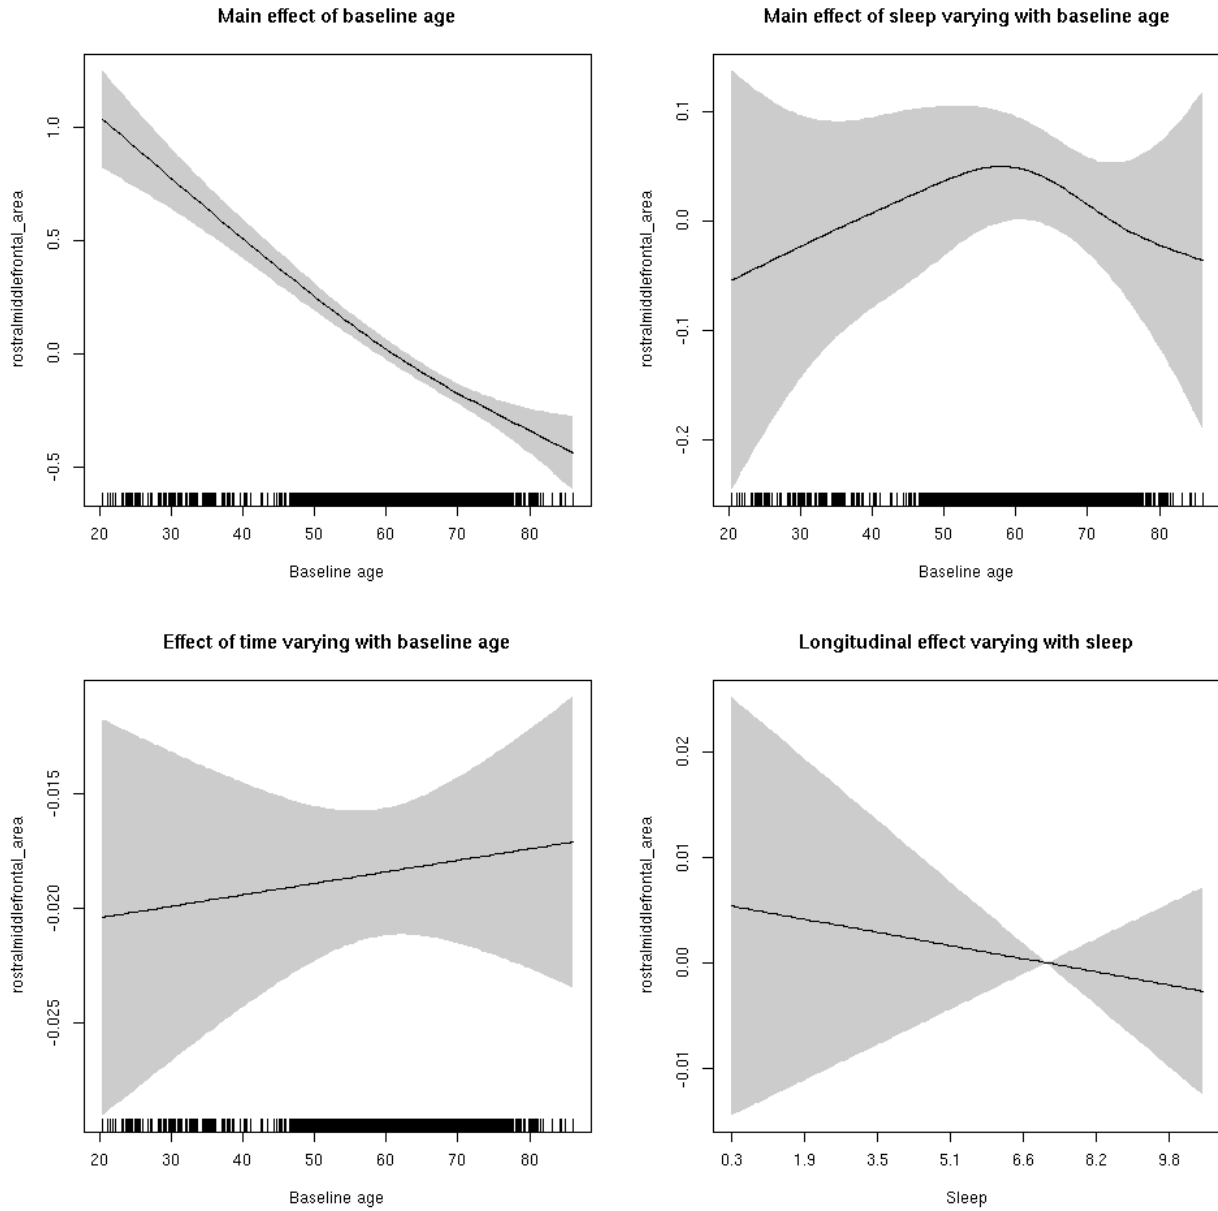 Main effect of baseline age
rostralmiddlefrontal_area
1.0
0.5
0.0
-0.5
20 30 40 50 60 70 80
Baseline age
Main effect of sleep varying with baseline age
rostralmiddlefrontal_area
0.1
0.0
-0.1
-0.2
20 30 40 50 60 70 80
Baseline age
Effect of time varying with baseline age
rostralmiddlefrontal_area
-0.015
-0.020
-0.025
20 30 40 50 60 70 80
Baseline age
Longitudinal effect varying with sleep
rostralmiddlefrontal_area
0.02
0.01
0.00
-0.01
0.3 1.9 3.5 5.1 6.6 8.2 9.8
Sleep